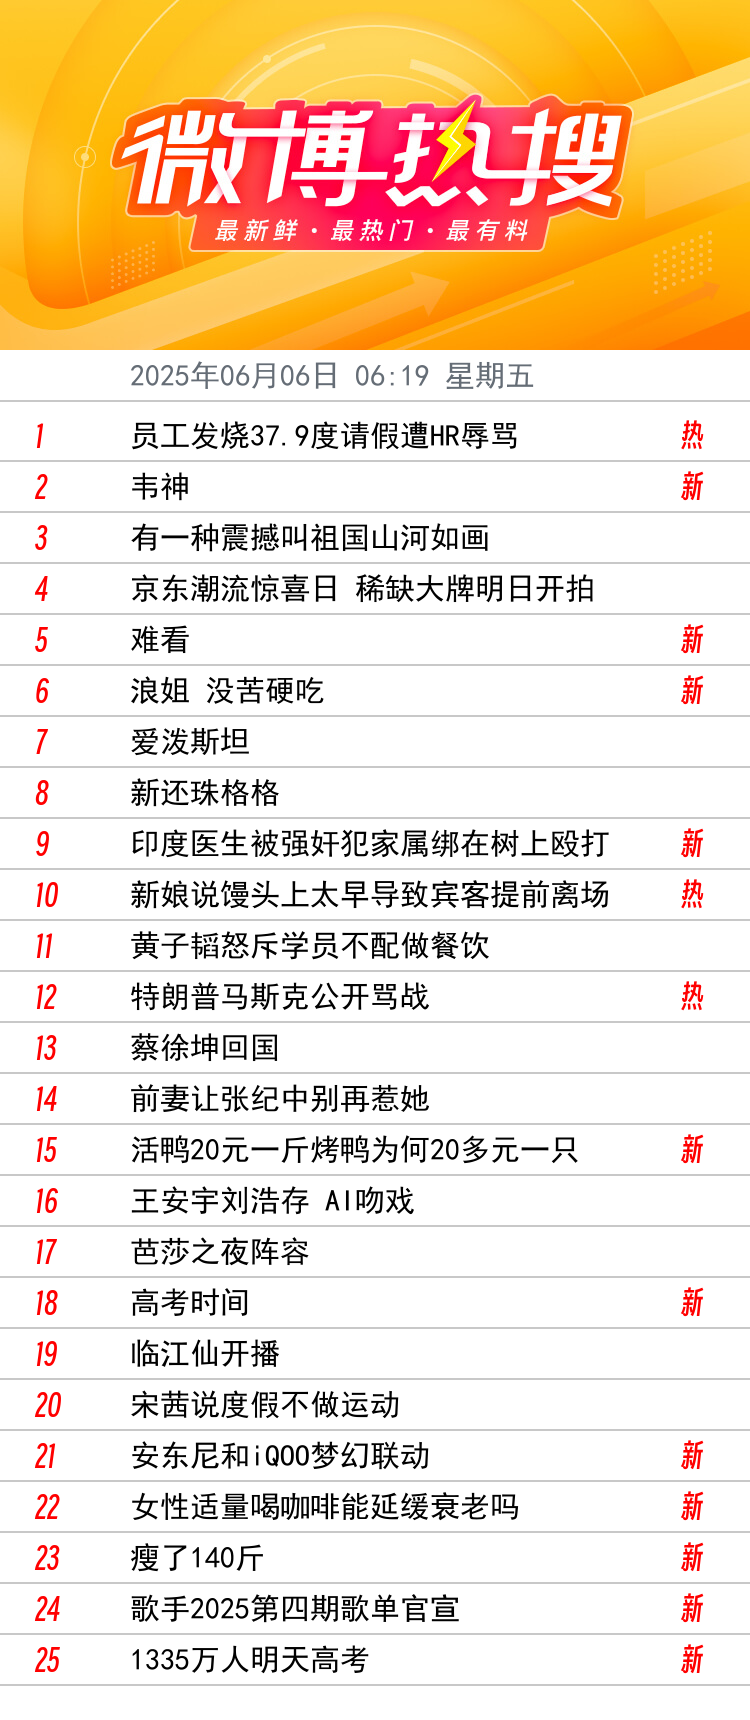 微博热搜
最新鲜·最热门·最有料
2025年06月06日 06:19 星期五
1 员工发烧37.9度请假遭HR辱骂 热
2 韦神 新
3 有一种震撼叫祖国山河如画
4 京东潮流惊喜日 稀缺大牌明日开拍
5 难看 新
6 浪姐 没苦硬吃 新
7 爱泼斯坦
8 新还珠格格
9 印度医生被强奸犯家属绑在树上殴打 新
10 新娘说馒头上太早导致宾客提前离场 热
11 黄子韬怒斥学员不配做餐饮
12 特朗普马斯克公开骂战 热
13 蔡徐坤回国
14 前妻让张纪中别再惹她
15 活鸭20元一斤烤鸭为何20多元一只 新
16 王安宇刘浩存 AI吻戏
17 芭莎之夜阵容
18 高考时间 新
19 临江仙开播
20 宋茜说度假不做运动
21 安东尼和iQOO梦幻联动 新
22 女性适量喝咖啡能延缓衰老吗 新
23 瘦了140斤 新
24 歌手2025第四期歌单官宣 新
25 1335万人明天高考 新